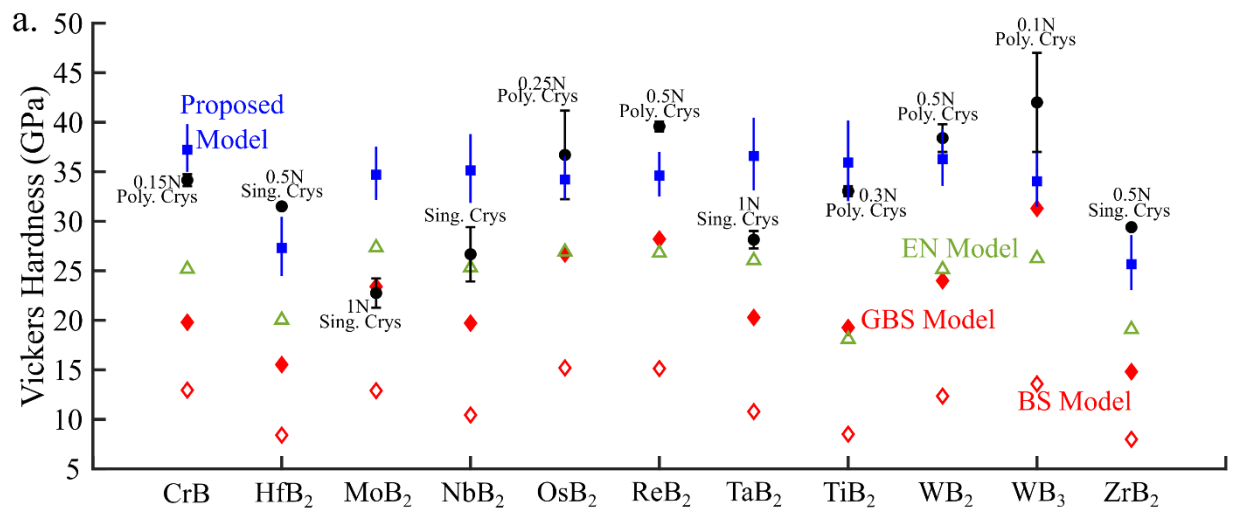 a.
Vickers Hardness (GPa)
50
45
40
35
30
25
20
15
10
5
Proposed
Model
0.15N
Poly. Crys
0.5N
Sing. Crys
1N
Sing. Crys
Sing. Crys
0.25N
Poly. Crys
0.5N
Poly. Crys
1N
Sing. Crys
0.3N
Poly. Crys
0.5N
Poly. Crys
0.1N
Poly. Crys
0.5N
Sing. Crys
EN Model
GBS Model
BS Model
CrB HfB₂ MoB₂ NbB₂ OsB₂ ReB₂ TaB₂ TiB₂ WB₂ WB₃ ZrB₂